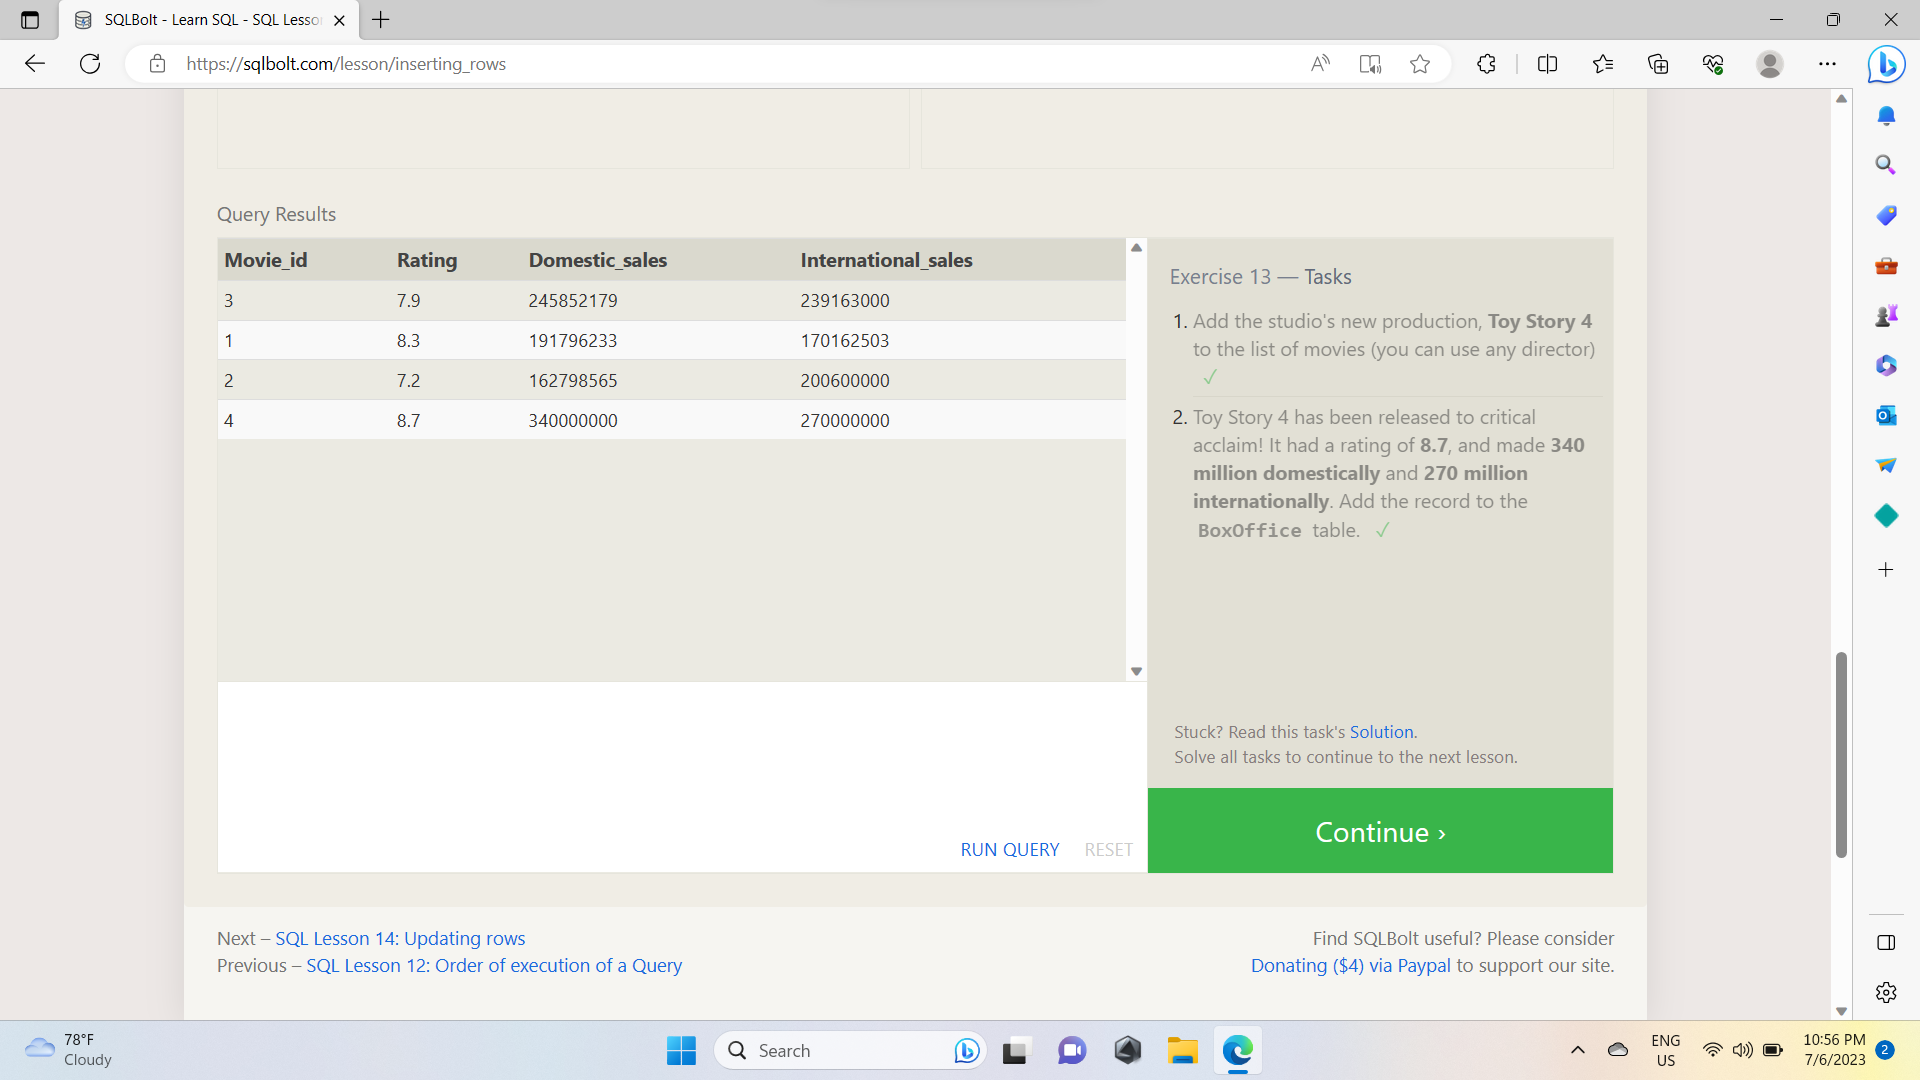 SQLBolt - Learn SQL - SQL Lesso
https://sqlbolt.com/lesson/inserting_rows
Query Results
Movie_id Rating Domestic_sales International_sales
3 7.9 245852179 239163000
1 8.3 191796233 170162503
2 7.2 162798565 200600000
4 8.7 340000000 270000000
RUN QUERY RESET
Exercise 13 — Tasks
1. Add the studio's new production, Toy Story 4
to the list of movies (you can use any director)
✓
2. Toy Story 4 has been released to critical
acclaim! It had a rating of 8.7, and made 340
million domestically and 270 million
internationally. Add the record to the
BoxOffice table. ✓
Stuck? Read this task's Solution.
Solve all tasks to continue to the next lesson.
Continue ›
Next – SQL Lesson 14: Updating rows
Previous – SQL Lesson 12: Order of execution of a Query
Find SQLBolt useful? Please consider
Donating ($4) via Paypal to support our site.
78°F
Cloudy
Search
ENG
US
10:56 PM
7/6/2023
2